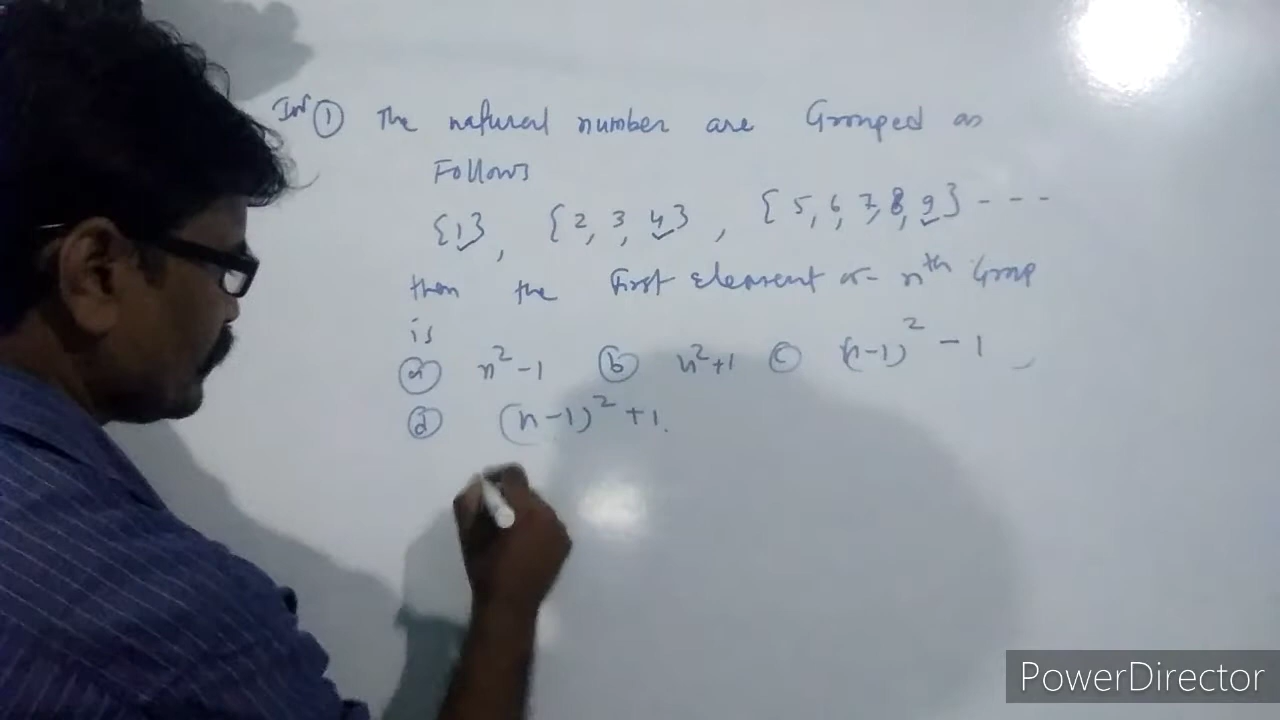 ① The natural number are Grouped as
Follows
{1}, {2, 3, 4}, {5, 6, 7, 8, 9} - - -
then the First element of nth Group
is
ⓐ n² -1 ⓑ n²+1 ⓒ (n-1)² - 1
ⓓ (n-1)² + 1.
PowerDirector